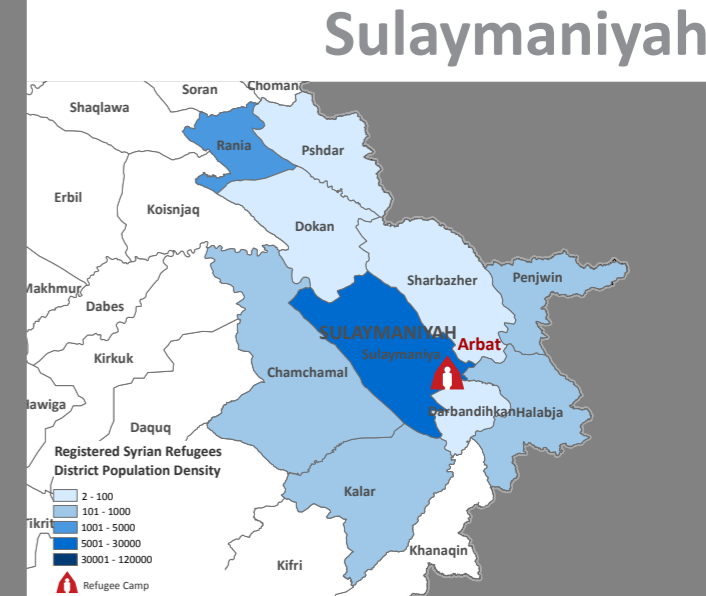 Sulaymaniyah
Soran
Choman
Shaqlawa
Rania
Pshdar
Erbil
Koisnjaq
Dokan
Sharbazher
Penjwin
Makhmur
Dabes
SULAYMANIYAH
Arbat
Sulaymaniya
Kirkuk
Chamchamal
Hawiga
Darbandihkan
Halabja
Daquq
Registered Syrian Refugees
District Population Density
2 - 100
101 - 1000
1001 - 5000
5001 - 30000
30001 - 120000
Refugee Camp
Kalar
Tikrit
Khanaqin
Kifri